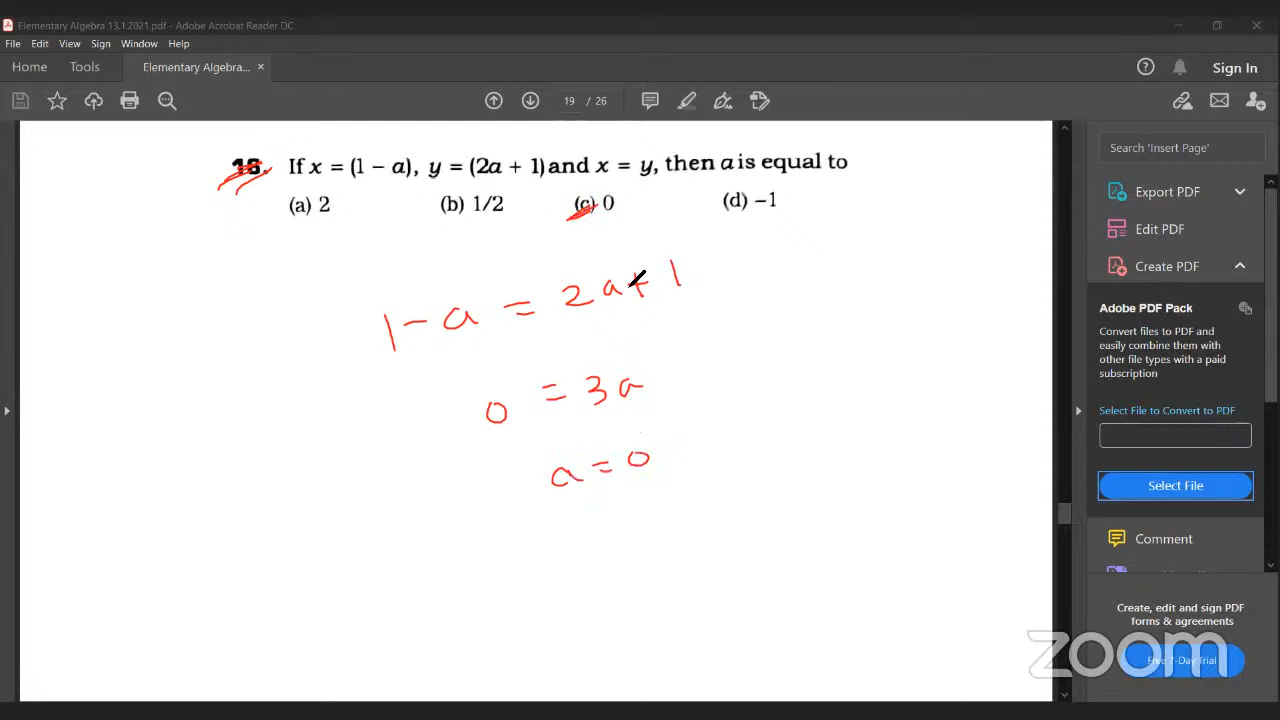 Elementary Algebra 13.1.2021.pdf - Adobe Acrobat Reader DC
File Edit View Sign Window Help
Home Tools Elementary Algebra... × Sign In
19 / 26
If x = (1 – a), y = (2a + 1) and x = y, then a is equal to
(a) 2 (b) 1/2 (c) 0 (d) –1
1 - a = 2a + 1
0 = 3a
a = 0
Search 'Insert Page'
Export PDF
Edit PDF
Create PDF
Adobe PDF Pack
Convert files to PDF and
easily combine them with
other file types with a paid
subscription
Select File to Convert to PDF
Select File
Comment
Create, edit and sign PDF
forms & agreements
Free 7-Day Trial
zoom